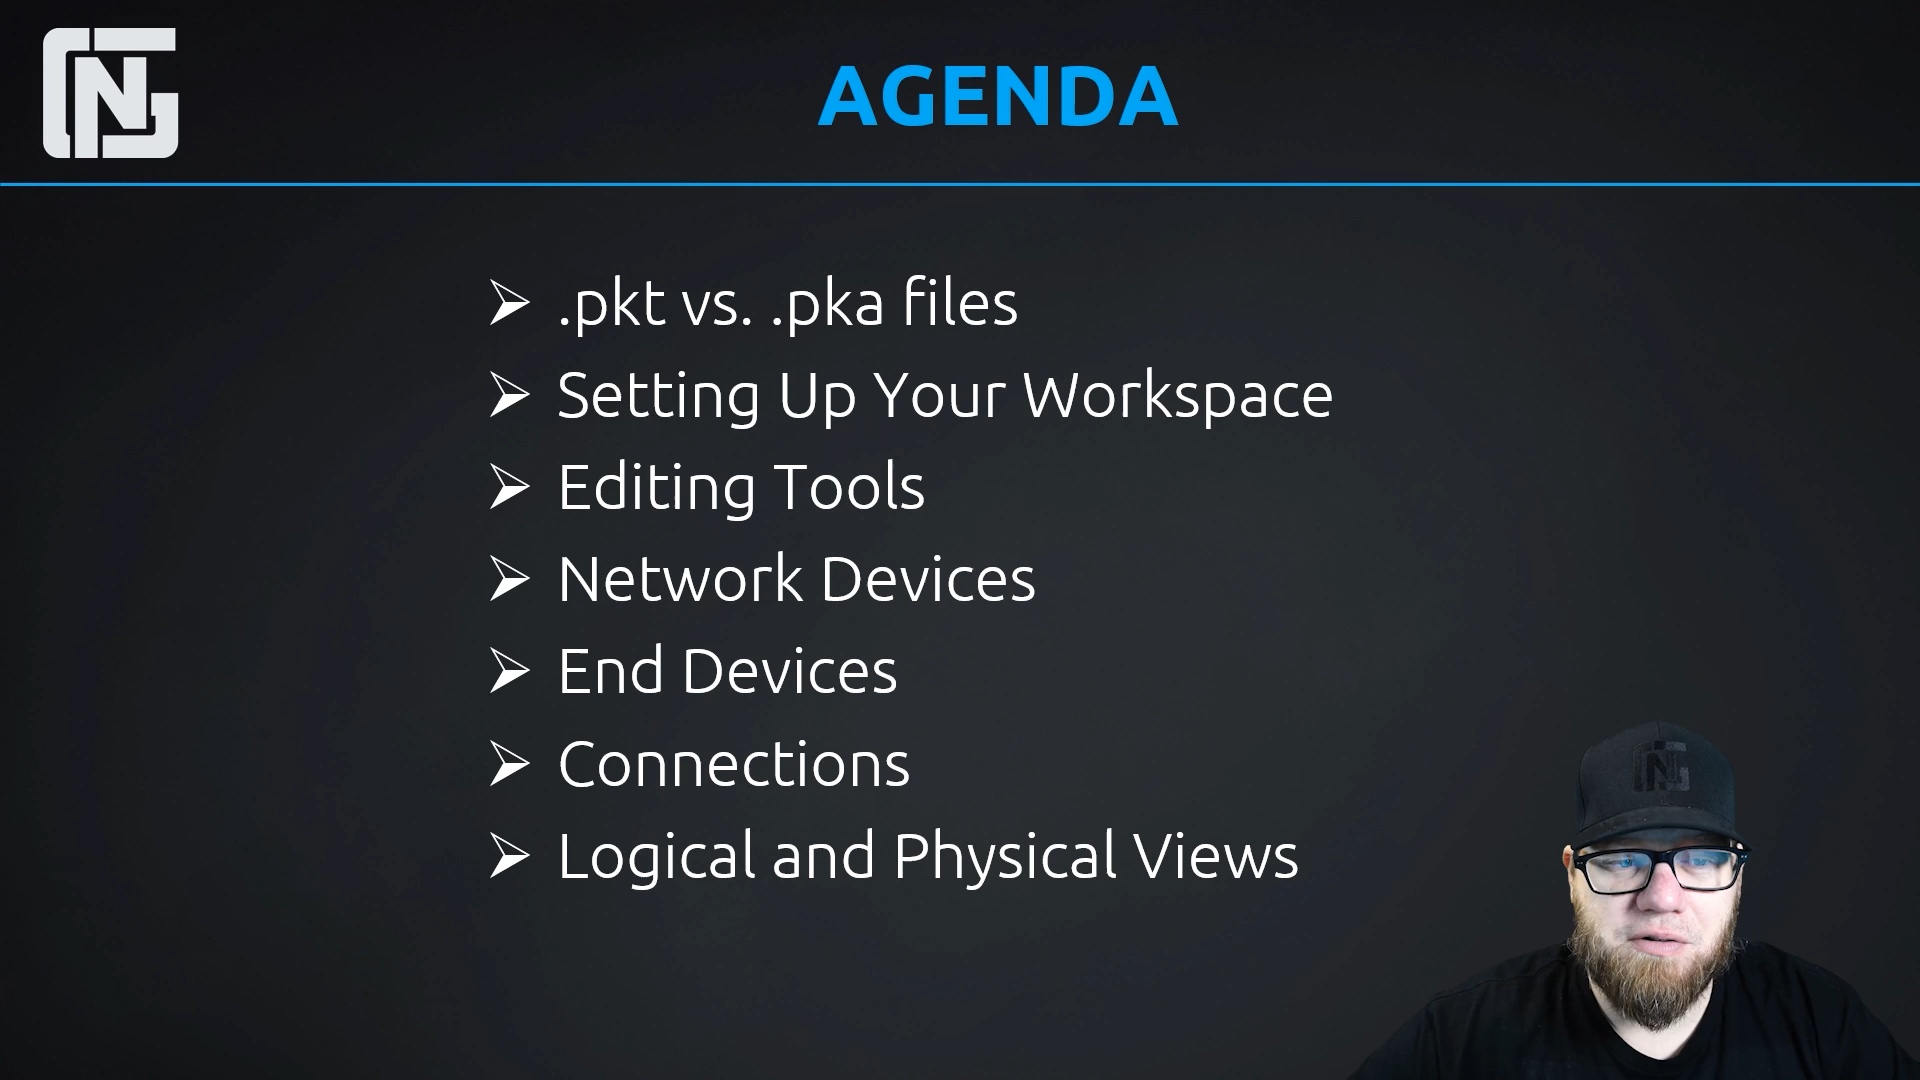 AGENDA
.pkt vs. .pka files
Setting Up Your Workspace
Editing Tools
Network Devices
End Devices
Connections
Logical and Physical Views